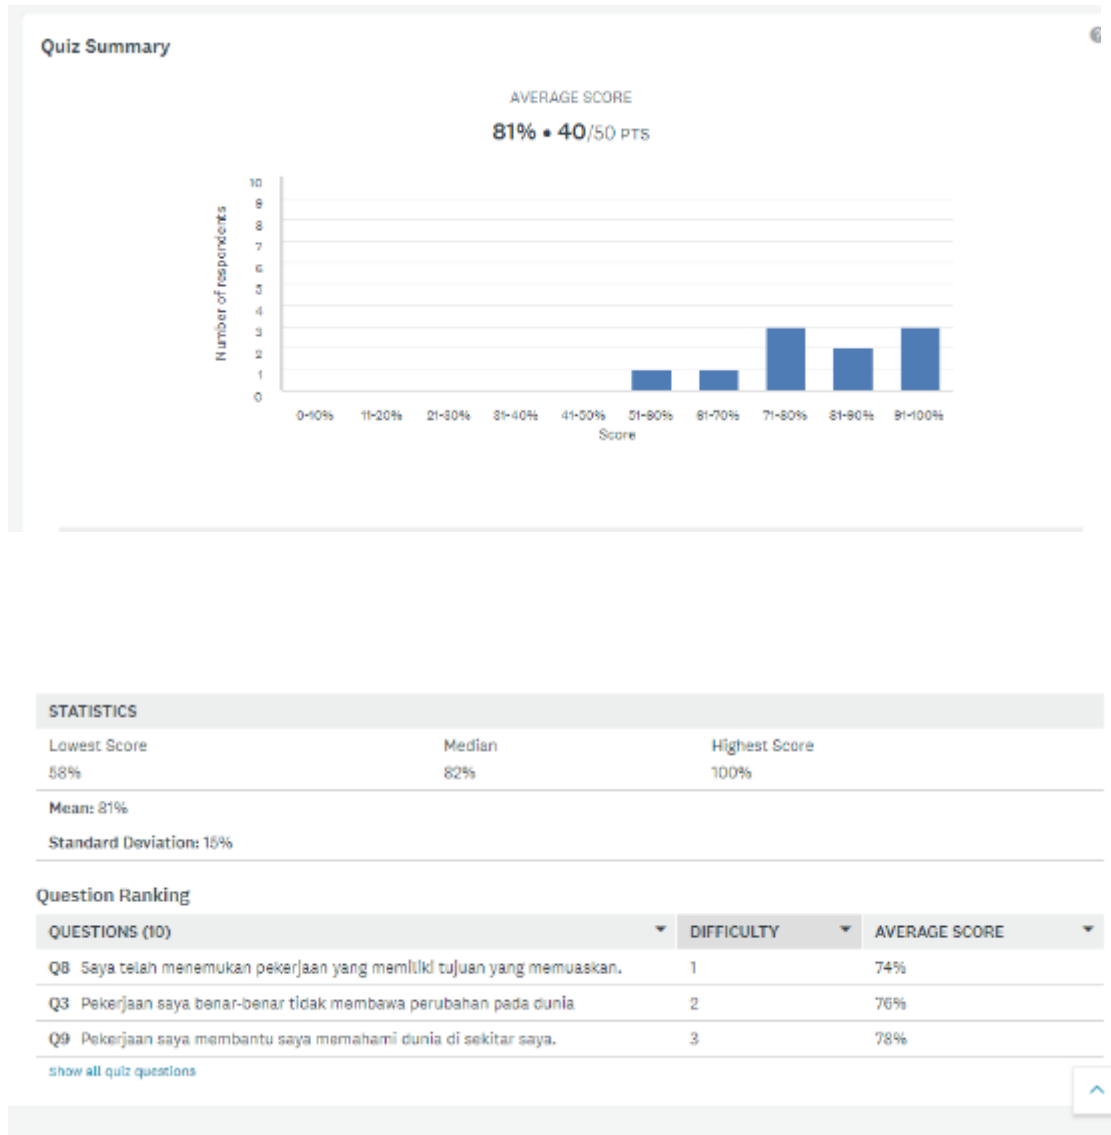 Quiz Summary
AVERAGE SCORE
81% • 40/50 PTS
10
9
8
7
6
5
4
3
2
1
0
Number of respondents
0-10% 11-20% 21-30% 31-40% 41-50% 51-60% 61-70% 71-80% 81-90% 91-100%
Score
STATISTICS
Lowest Score Median Highest Score
58% 82% 100%
Mean: 81%
Standard Deviation: 15%
Question Ranking
QUESTIONS (10) DIFFICULTY AVERAGE SCORE
Q8 Saya telah menemukan pekerjaan yang memiliki tujuan yang memuaskan. 1 74%
Q3 Pekerjaan saya benar-benar tidak membawa perubahan pada dunia 2 76%
Q9 Pekerjaan saya membantu saya memahami dunia di sekitar saya. 3 78%
Show all quiz questions